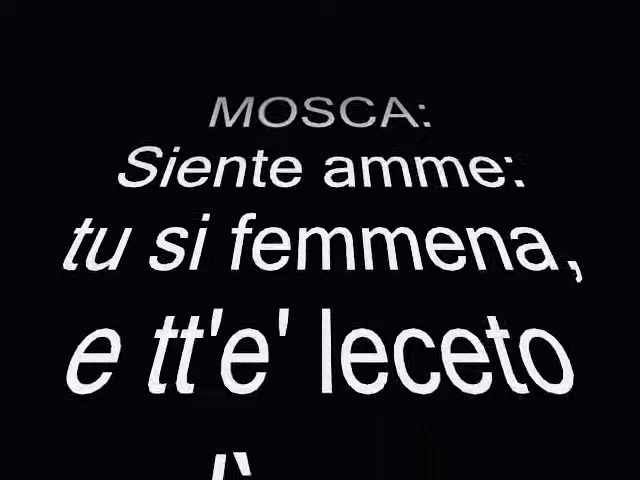 MOSCA:
Siente amme:
tu si femmena,
e tt'e' leceto